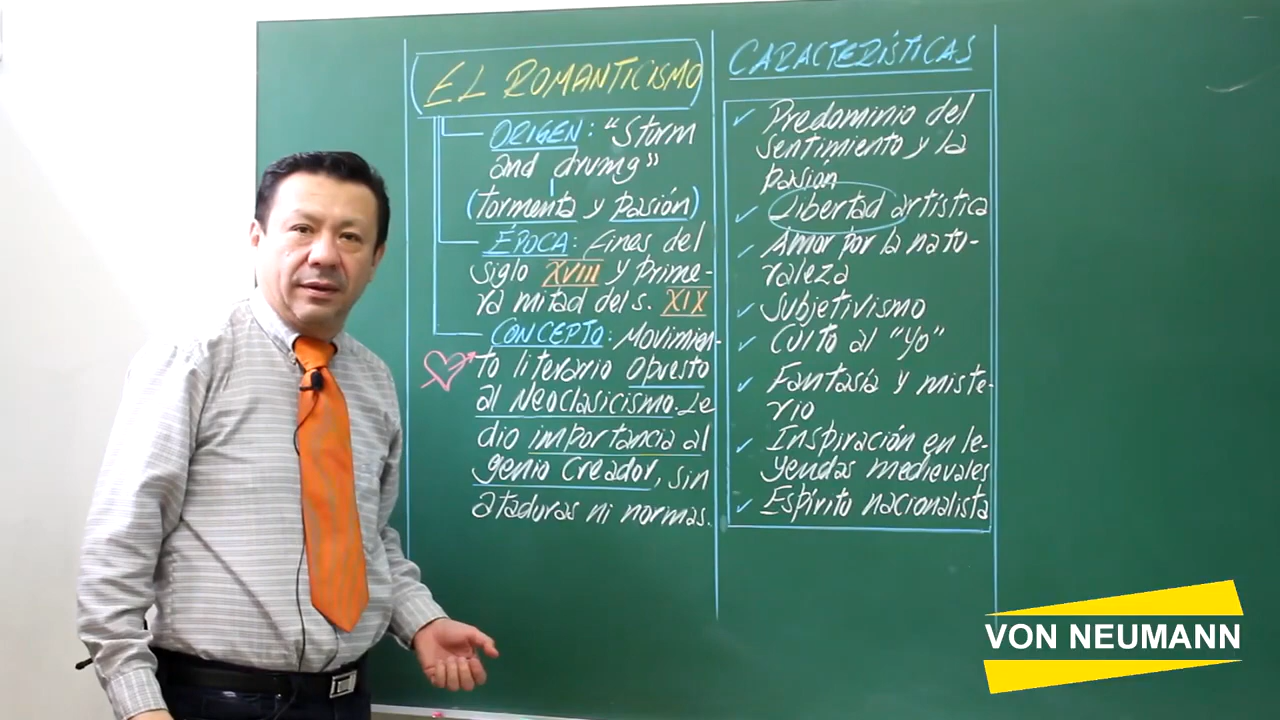 EL ROMANTICISMO
ORIGEN: "Sturm
and drumg"
(tormenta y pasión)
ÉPOCA: Fines del
siglo XVIII y prime-
ra mitad del s. XIX
CONCEPTO: Movimien-
to literario opuesto
al Neoclasicismo. Le
dio importancia al
genio creador, sin
ataduras ni normas.
CARACTERÍSTICAS
✓ Predominio del
sentimiento y la
pasión
✓ Libertad artística
✓ Amor por la natu-
raleza
✓ Subjetivismo
✓ Culto al "yo"
✓ Fantasía y miste-
rio
✓ Inspiración en le-
yendas medievales
✓ Espíritu nacionalista
VON NEUMANN